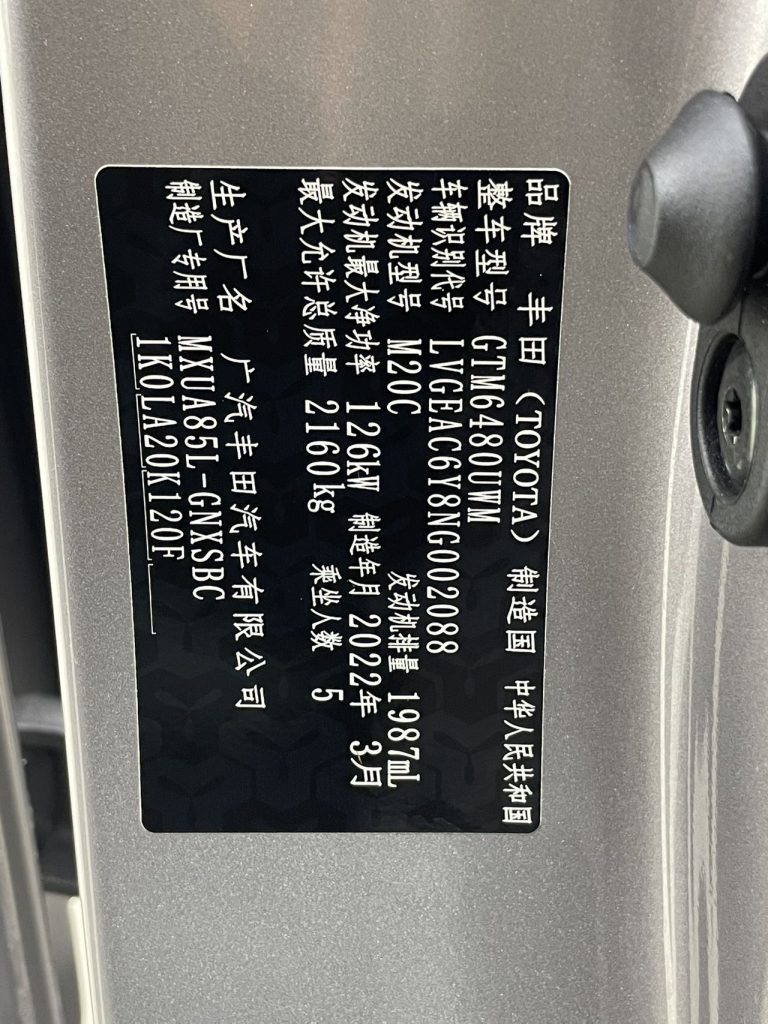 品牌 丰田（TOYOTA） 制造国 中华人民共和国
整车型号 GTM6480UWM
车辆识别代号 LVGEAC6Y8NG002088
发动机型号 M20C 发动机排量 1987mL
发动机最大净功率 126kW 制造年月 2022年 3月
最大允许总质量 2160kg 乘坐人数 5
生产厂名 广汽丰田汽车有限公司
制造厂专用号 MXUA85L-GNXSBC
1K0LA20K120F